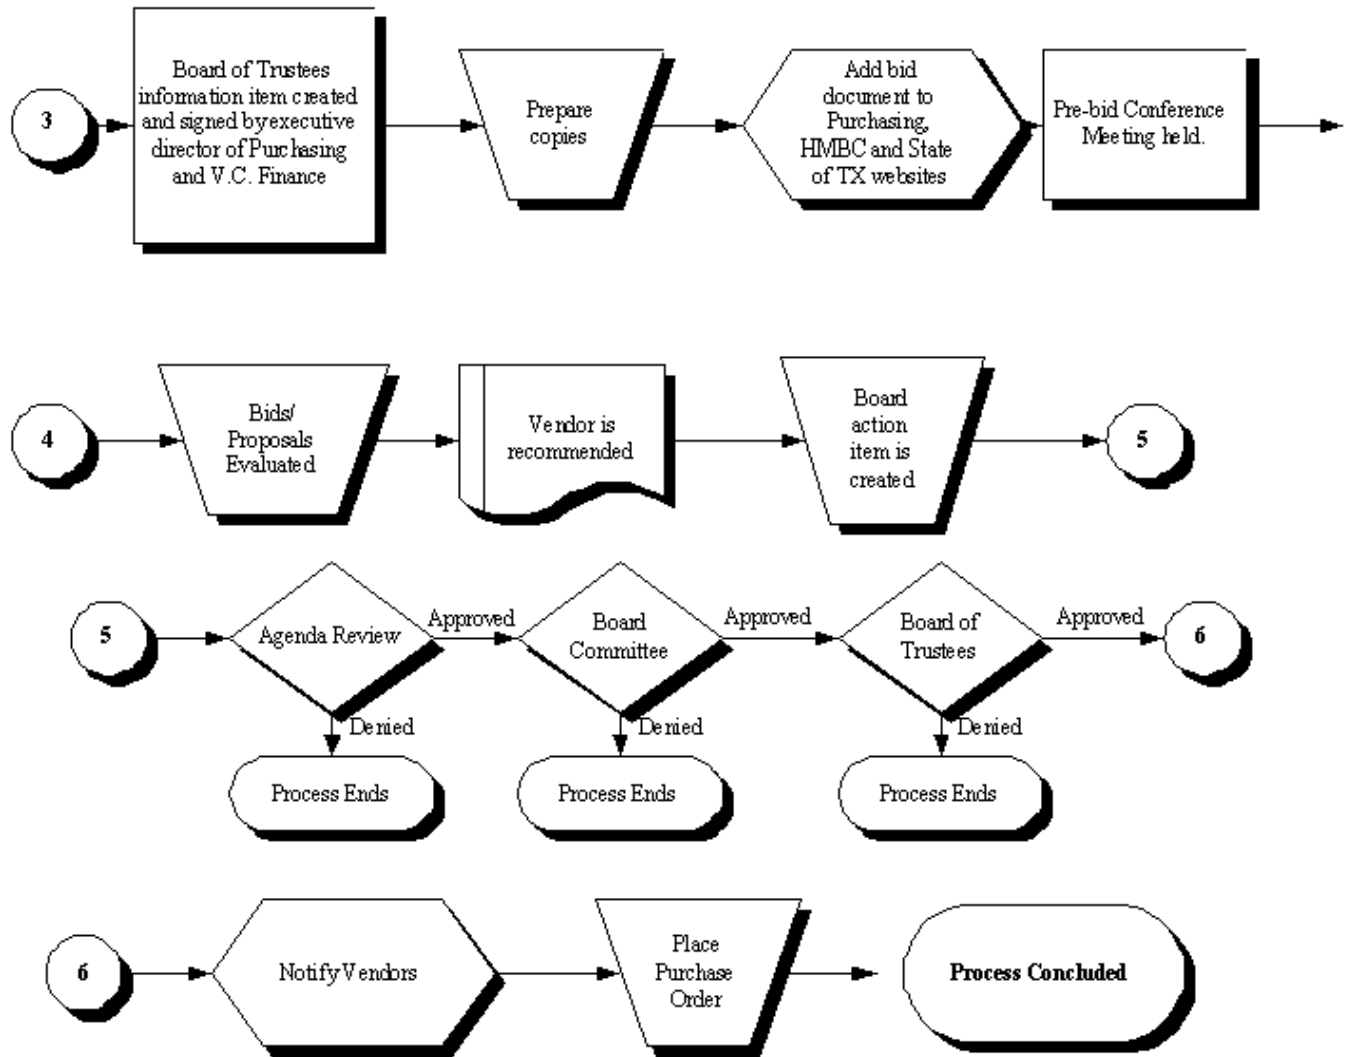 3
Board of Trustees
information item created
and signed by executive
director of Purchasing
and V.C. Finance
Prepare
copies
Add bid
document to
Purchasing,
HMBC and State
of TX websites
Pre-bid Conference
Meeting held.
4
Bids/
Proposals
Evaluated
Vendor is
recommended
Board
action
item is
created
5
5
Agenda Review
Approved
Denied
Process Ends
Board
Committee
Approved
Denied
Process Ends
Board of
Trustees
Approved
Denied
Process Ends
6
6
Notify Vendors
Place
Purchase
Order
Process Concluded